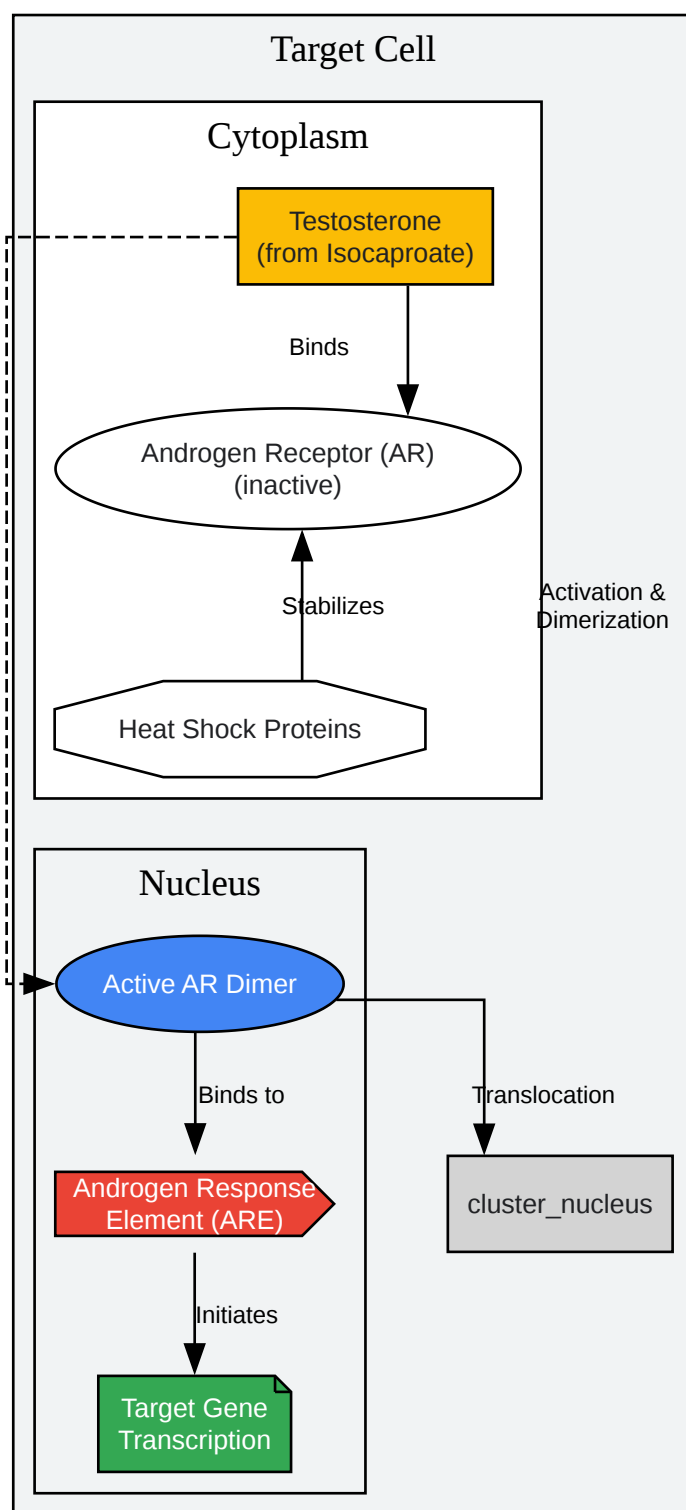 Target Cell
Cytoplasm
Testosterone
(from Isocaproate)
Binds
Androgen Receptor (AR)
(inactive)
Stabilizes
Activation &
Dimerization
Heat Shock Proteins
Nucleus
Active AR Dimer
Binds to
Translocation
Androgen Response
Element (ARE)
cluster_nucleus
Initiates
Target Gene
Transcription